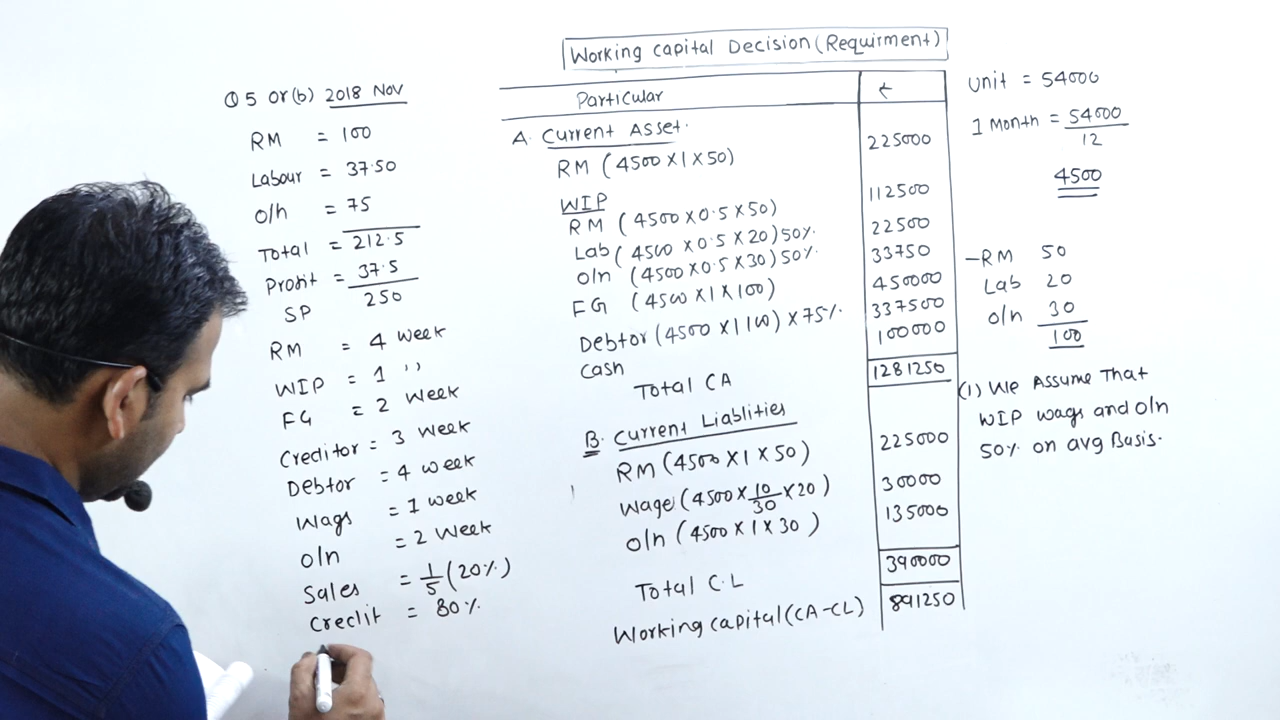 Working Capital Decision (Requirment)
Q5 Or(b) 2018 Nov
RM = 100
Labour = 37.50
O/h = 75
Total = 212.5
Profit = 37.5
SP 250
RM = 4 Week
WIP = 1 ,,
FG = 2 Week
Creditor = 3 Week
Debtor = 4 week
Wags = 1 week
O/n = 2 Week
Sales = 1/5 (20%)
Credit = 80%
Particular ₹
A. Current Asset.
RM (4500 X 1 X 50) 225000
WIP
RM (4500 X 0.5 X 50) 112500
Lab (4500 X 0.5 X 20) 50% 22500
O/n (4500 X 0.5 X 30) 50% 33750
FG (4500 X 1 X 100) 450000
Debtor (4500 X 1 100) X 75% 337500
Cash 100000
Total CA 1281250
B. Current Liablities
RM (4500 X 1 X 50) 225000
Wage (4500 X 10/30 X 20) 30000
O/n (4500 X 1 X 30) 135000
Total C.L 390000
Working capital (CA-CL) 891250
Unit = 54000
1 Month = 54000/12
4500
-RM 50
Lab 20
O/n 30
100
(1) We Assume That
WIP wags and O/n
50% on avg Basis.